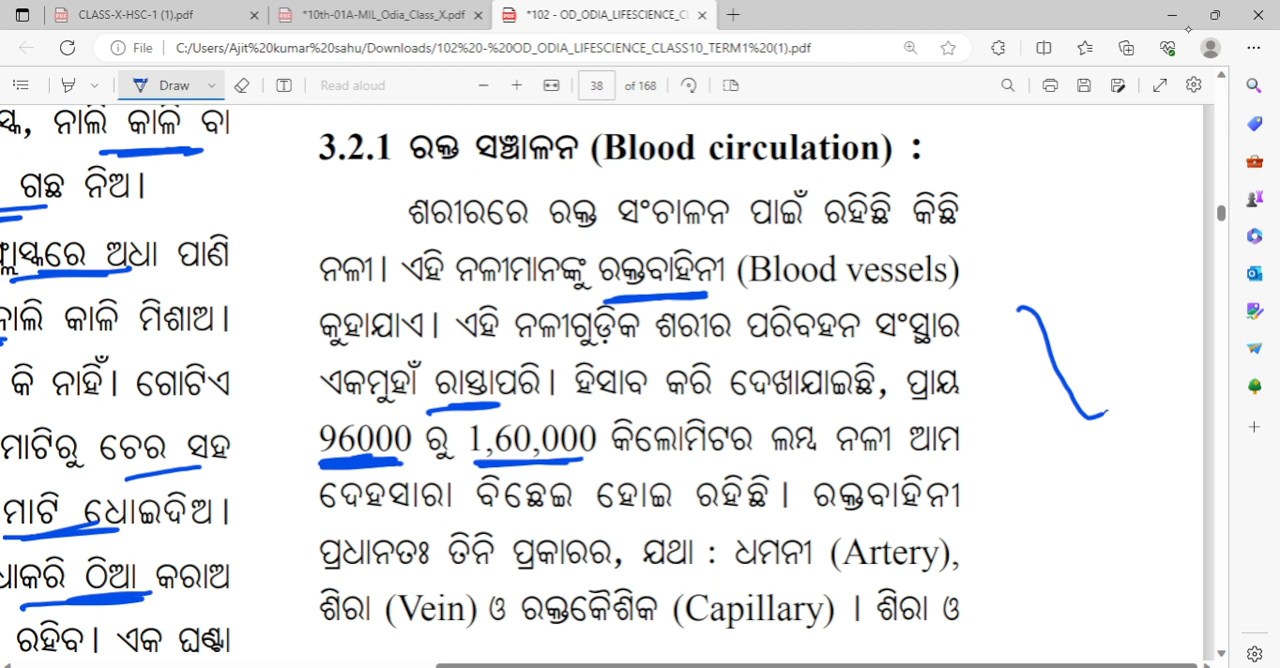 CLASS-X-HSC-1 (1).pdf
*10th-01A-MIL_Odia_Class_X.pdf
*102 - OD_ODIA_LIFESCIENCE_CL
File
C:/Users/Ajit%20kumar%20sahu/Downloads/102%20-%20OD_ODIA_LIFESCIENCE_CLASS10_TERM1%20(1).pdf
Draw
Read aloud
38 of 168
ନାଲି କାଳି ବା
ଗଛ ନିଅ।
ଅଧା ପାଣି
କାଳି ମିଶାଅ।
କି ନାହିଁ। ଗୋଟିଏ
ମାଟିରୁ ଚେର ସହ
ମାଟି ଧୋଇଦିଅ।
ଠିଆ କରାଅ
ରହିବ। ଏକ ଘଣ୍ଟା
3.2.1 ରକ୍ତ ସଞ୍ଚାଳନ (Blood circulation) :
ଶରୀରରେ ରକ୍ତ ସଂଚାଳନ ପାଇଁ ରହିଛି କିଛି
ନଳୀ। ଏହି ନଳୀମାନଙ୍କୁ ରକ୍ତବାହିନୀ (Blood vessels)
କୁହାଯାଏ। ଏହି ନଳୀଗୁଡ଼ିକ ଶରୀର ପରିବହନ ସଂସ୍ଥାର
ଏକମୁହାଁ ରାସ୍ତାପରି। ହିସାବ କରି ଦେଖାଯାଇଛି, ପ୍ରାୟ
96000 ରୁ 1,60,000 କିଲୋମିଟର ଲମ୍ବ ନଳୀ ଆମ
ଦେହସାରା ବିଛେଇ ହୋଇ ରହିଛି। ରକ୍ତବାହିନୀ
ପ୍ରଧାନତଃ ତିନି ପ୍ରକାରର, ଯଥା : ଧମନୀ (Artery),
ଶିରା (Vein) ଓ ରକ୍ତକୈଶିକ (Capillary) । ଶିରା ଓ